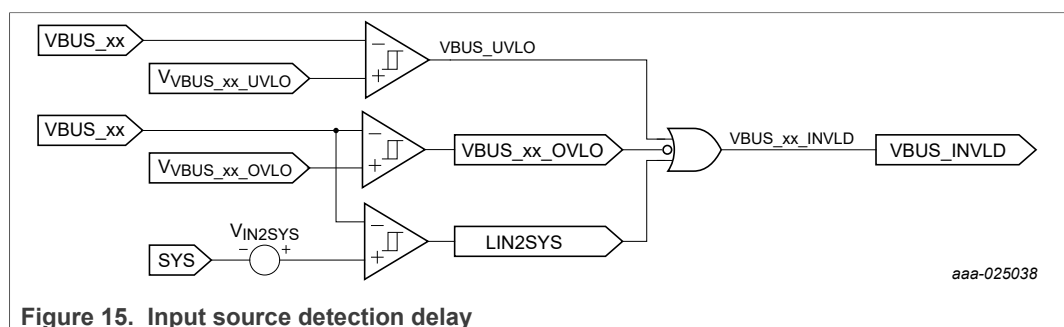 VBUS_xx
VBUS_UVLO
VVBUS_xx_UVLO
VBUS_xx
VBUS_xx_OVLO
VBUS_xx_INVLD
VBUS_INVLD
VVBUS_xx_OVLO
VIN2SYS
LIN2SYS
SYS
aaa-025038
Figure 15. Input source detection delay